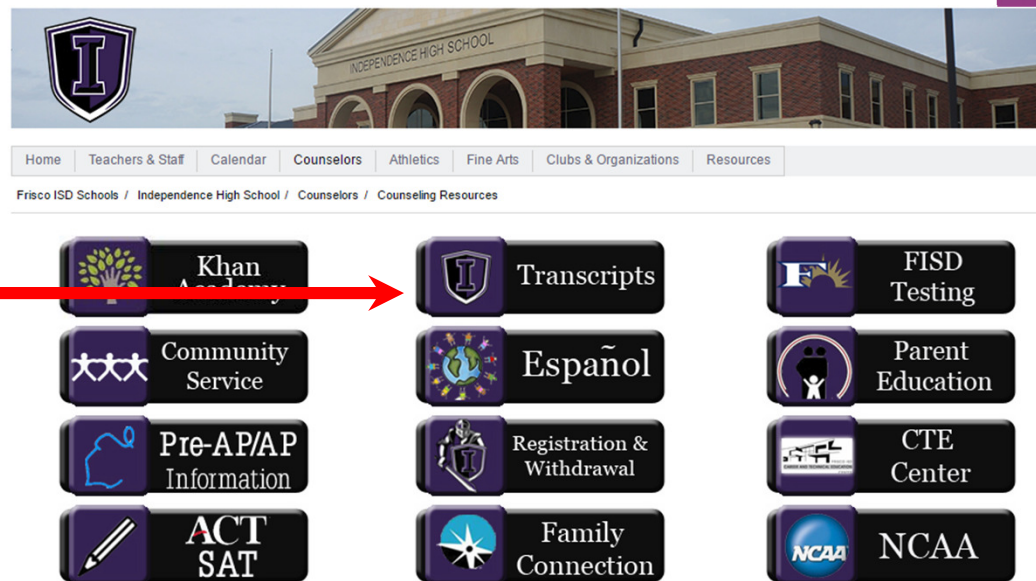 INDEPENDENCE HIGH SCHOOL
I
Home Teachers & Staff Calendar Counselors Athletics Fine Arts Clubs & Organizations Resources
Frisco ISD Schools / Independence High School / Counselors / Counseling Resources
Khan
Academy
I
Transcripts
F
FISD
Testing
Community
Service
Español
Parent
Education
Pre-AP/AP
Information
I
Registration &
Withdrawal
CTE
Center
ACT
SAT
Family
Connection
NCAA
NCAA